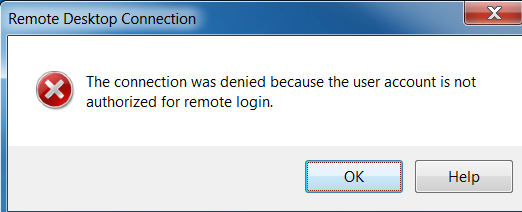 Remote Desktop Connection
The connection was denied because the user account is not
authorized for remote login.
OK
Help